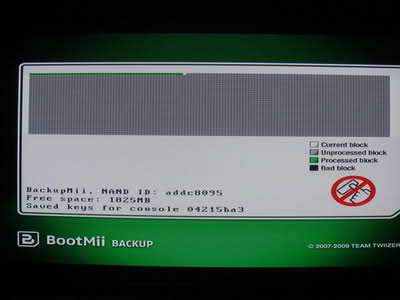 Current block
Unprocessed block
Processed block
Bad block
BackupMii, NAND ID: addc8095
Free space: 1825MB
Saved keys for console 04215ba3
BootMii BACKUP
© 2007-2009 TEAM TWIIZER